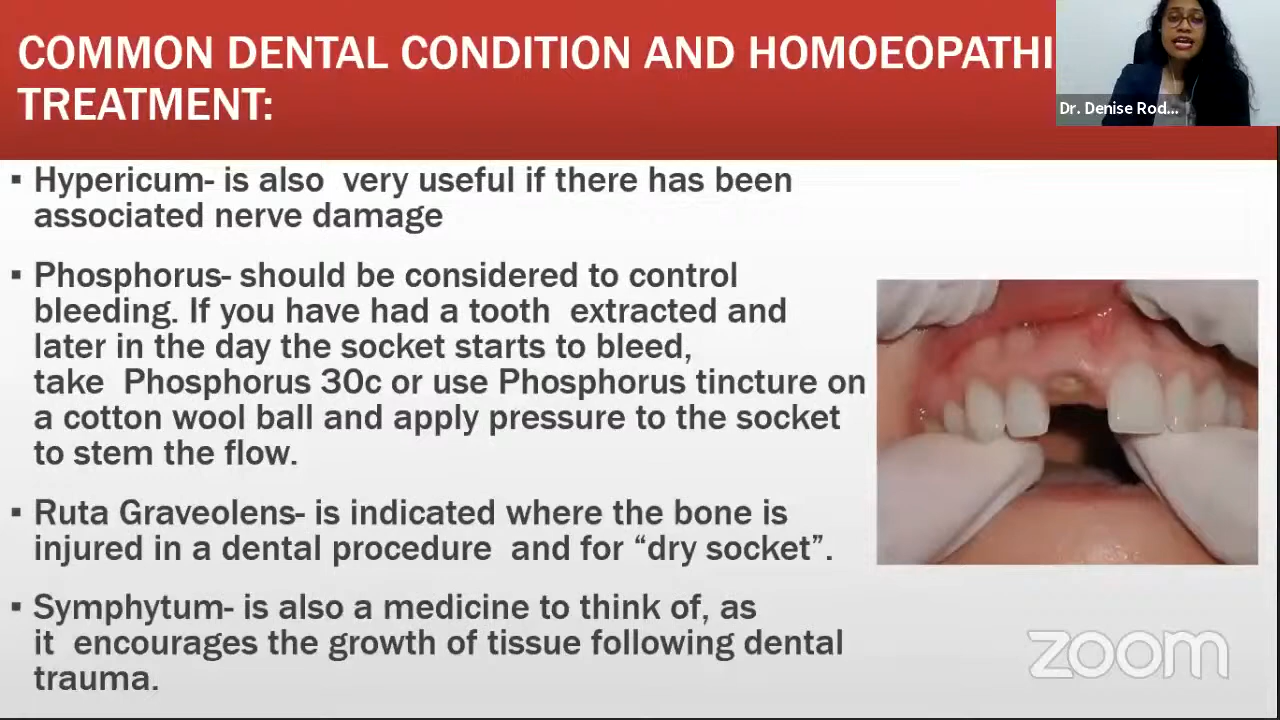 COMMON DENTAL CONDITION AND HOMOEOPATHI
TREATMENT:
Dr. Denise Rod...
▪ Hypericum- is also very useful if there has been
associated nerve damage
▪ Phosphorus- should be considered to control
bleeding. If you have had a tooth extracted and
later in the day the socket starts to bleed,
take Phosphorus 30c or use Phosphorus tincture on
a cotton wool ball and apply pressure to the socket
to stem the flow.
▪ Ruta Graveolens- is indicated where the bone is
injured in a dental procedure and for “dry socket”.
▪ Symphytum- is also a medicine to think of, as
it encourages the growth of tissue following dental
trauma.
zoom